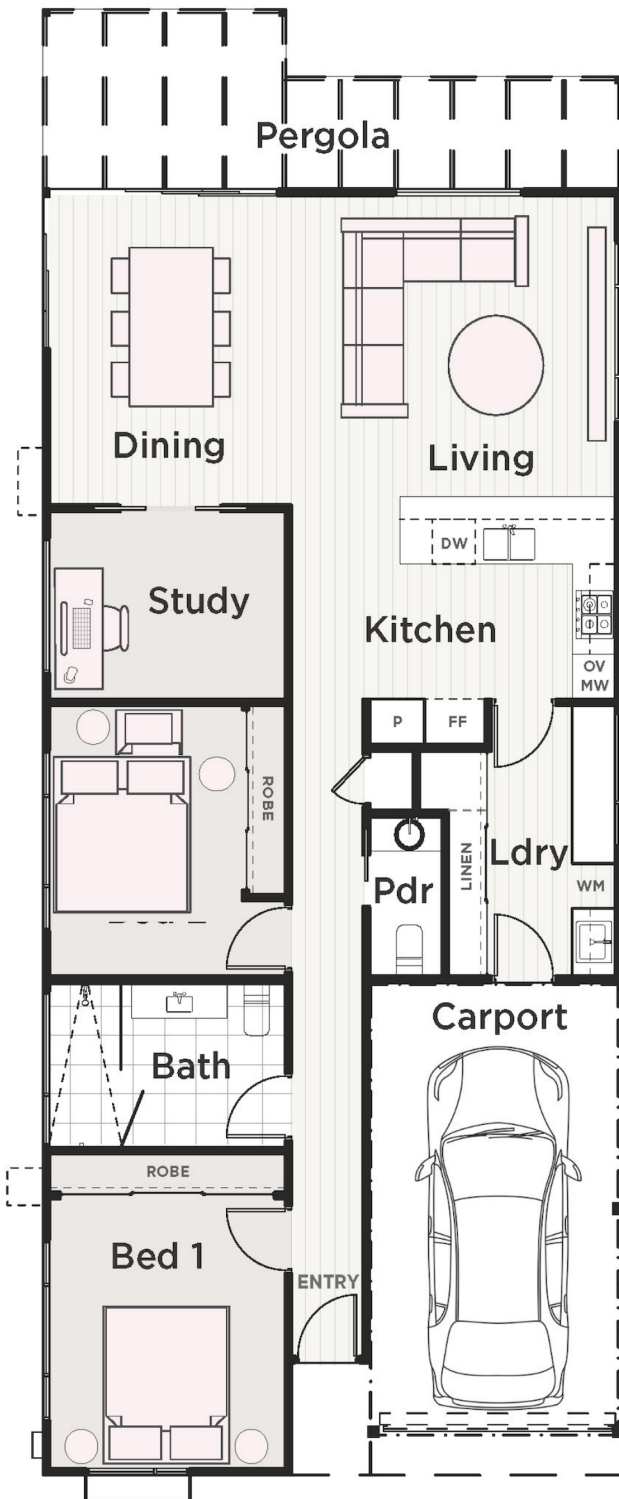 Pergola
Dining
Living
DW
Study
Kitchen
OV
MW
P
FF
ROBE
Ldry
LINEN
Pdr
WM
Carport
Bath
ROBE
Bed 1
ENTRY